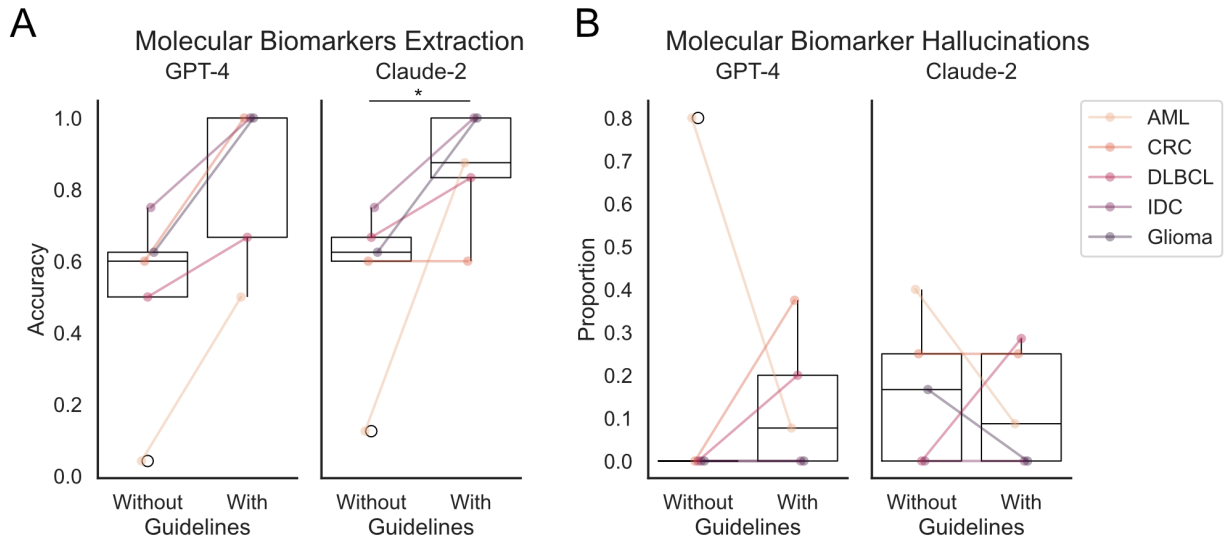 A
Molecular Biomarkers Extraction
GPT-4
Claude-2
*
Accuracy
1.0
0.8
0.6
0.4
0.2
0.0
Without
With
Guidelines
Without
With
Guidelines
B
Molecular Biomarker Hallucinations
GPT-4
Claude-2
Proportion
0.8
0.7
0.6
0.5
0.4
0.3
0.2
0.1
0.0
Without
With
Guidelines
Without
With
Guidelines
AML
CRC
DLBCL
IDC
Glioma